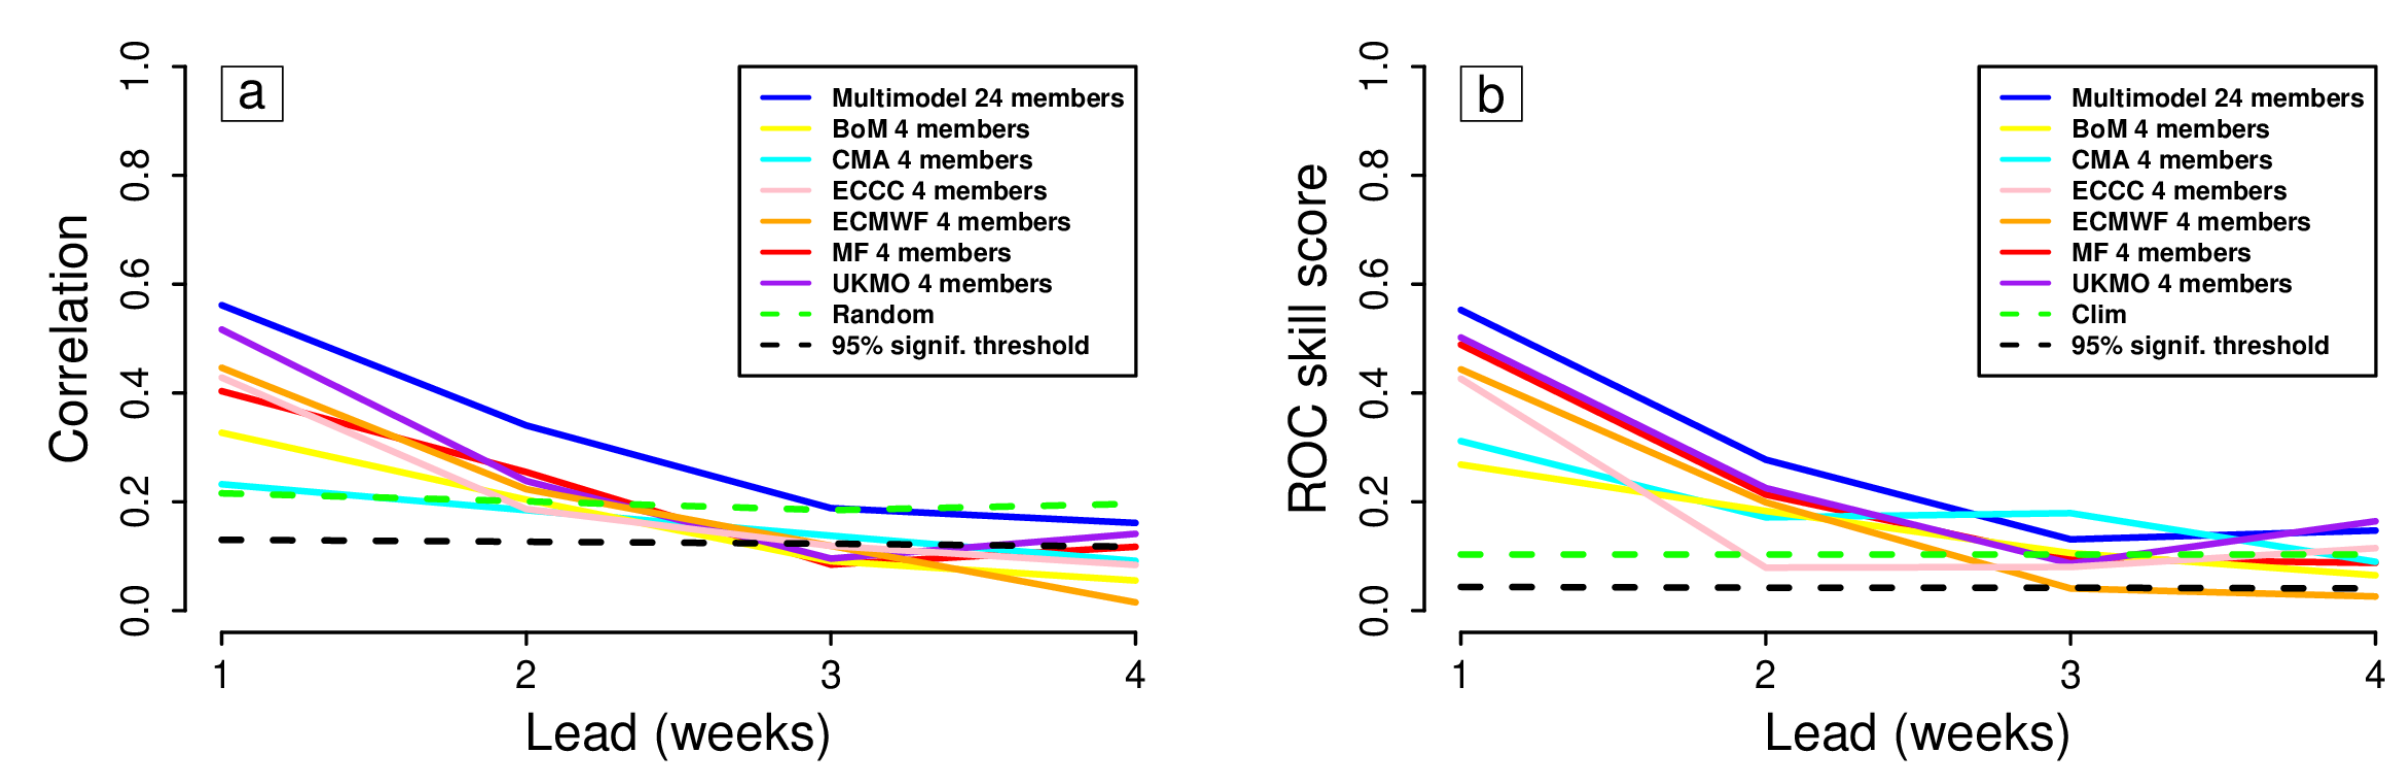 a
Correlation
1.0
0.8
0.6
0.4
0.2
0.0
Multimodel 24 members
BoM 4 members
CMA 4 members
ECCC 4 members
ECMWF 4 members
MF 4 members
UKMO 4 members
Random
95% signif. threshold
1 2 3 4
Lead (weeks)
b
ROC skill score
1.0
0.8
0.6
0.4
0.2
0.0
Multimodel 24 members
BoM 4 members
CMA 4 members
ECCC 4 members
ECMWF 4 members
MF 4 members
UKMO 4 members
Clim
95% signif. threshold
1 2 3 4
Lead (weeks)